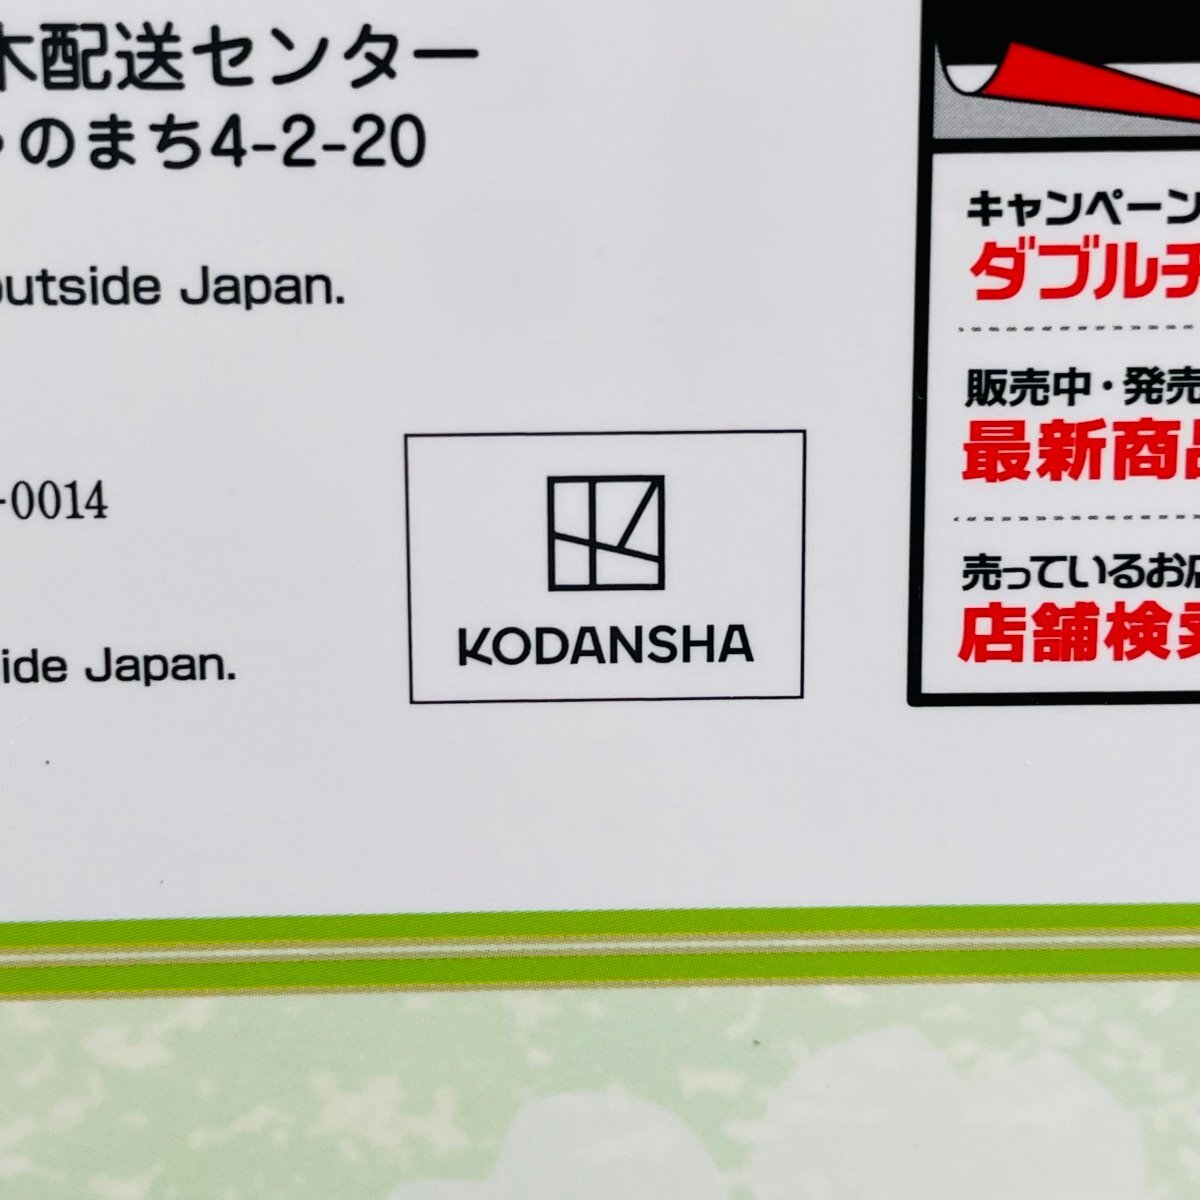 木配送センター
のまち4-2-20
outside Japan.
-0014
ide Japan.
KODANSHA
キャンペーン
ダブルチ
販売中・発売
最新商品
売っているお店
店舗検索